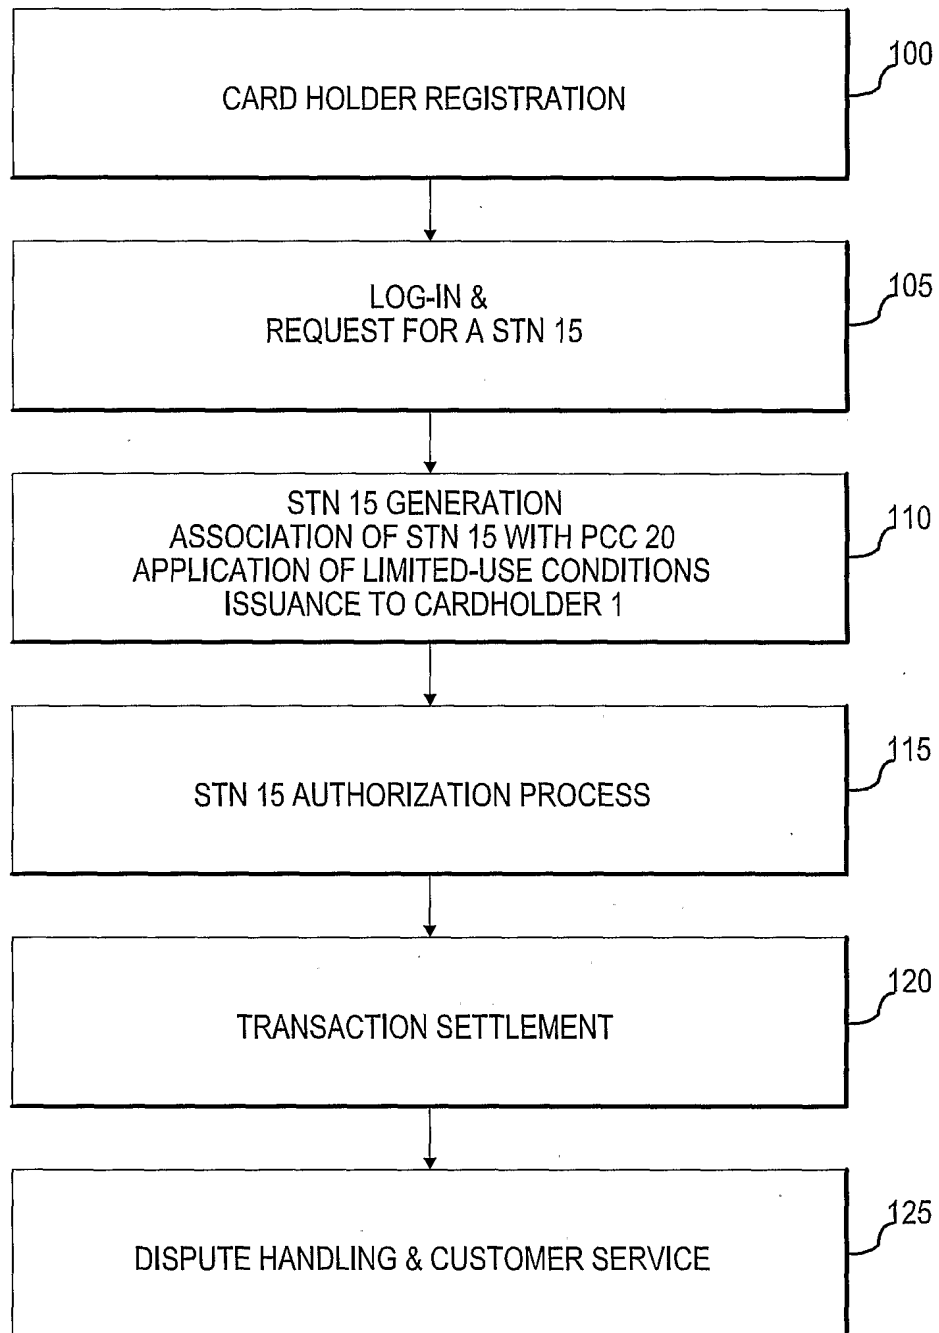 100
CARD HOLDER REGISTRATION
105
LOG-IN &
REQUEST FOR A STN 15
110
STN 15 GENERATION
ASSOCIATION OF STN 15 WITH PCC 20
APPLICATION OF LIMITED-USE CONDITIONS
ISSUANCE TO CARDHOLDER 1
115
STN 15 AUTHORIZATION PROCESS
120
TRANSACTION SETTLEMENT
125
DISPUTE HANDLING & CUSTOMER SERVICE